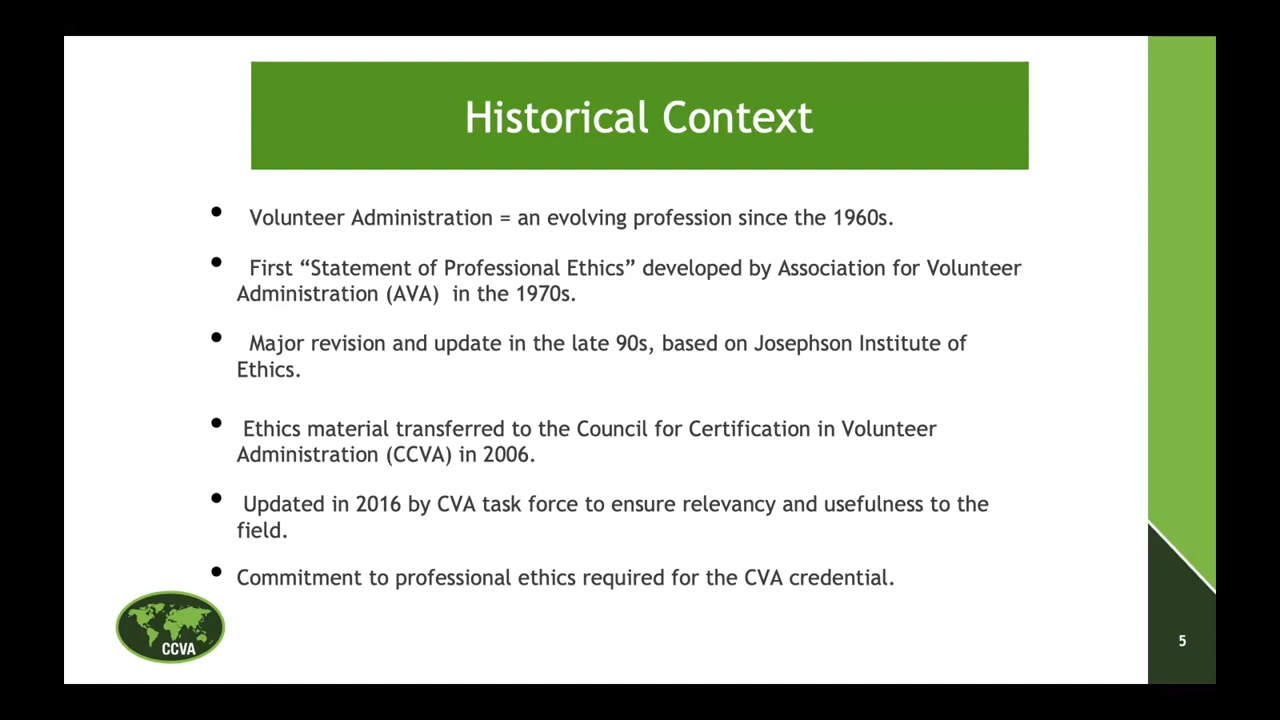 Historical Context
• Volunteer Administration = an evolving profession since the 1960s.
• First “Statement of Professional Ethics” developed by Association for Volunteer
Administration (AVA) in the 1970s.
• Major revision and update in the late 90s, based on Josephson Institute of
Ethics.
• Ethics material transferred to the Council for Certification in Volunteer
Administration (CCVA) in 2006.
• Updated in 2016 by CVA task force to ensure relevancy and usefulness to the
field.
• Commitment to professional ethics required for the CVA credential.
CCVA
5